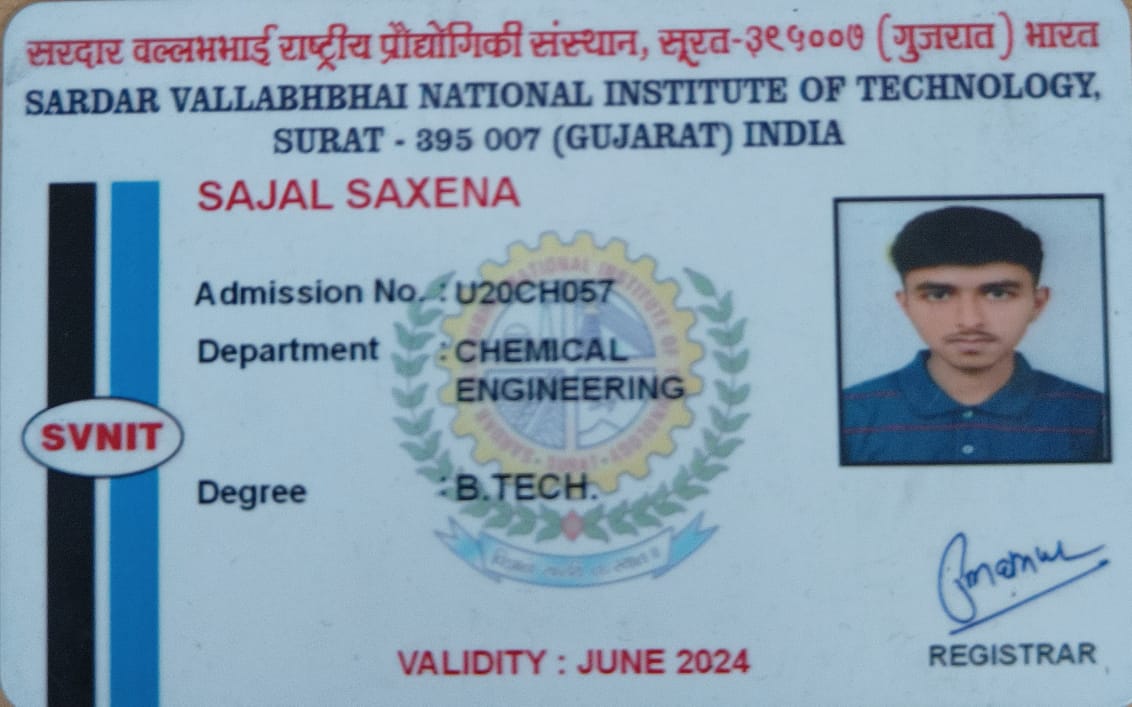 सरदार वल्लभभाई राष्ट्रीय प्रौद्योगिकी संस्थान, सूरत-३९५००७ (गुजरात) भारत
SARDAR VALLABHBHAI NATIONAL INSTITUTE OF TECHNOLOGY,
SURAT - 395 007 (GUJARAT) INDIA
SAJAL SAXENA
Admission No. : U20CH057
Department : CHEMICAL
ENGINEERING
SVNIT
Degree : B.TECH.
VALIDITY : JUNE 2024
REGISTRAR